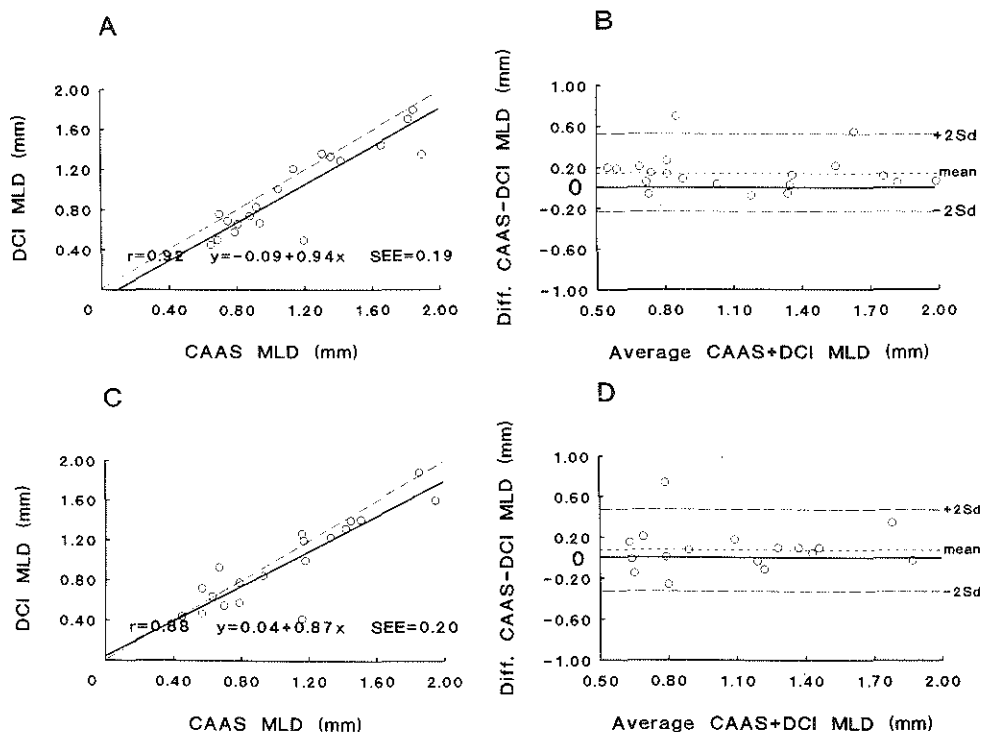 A
DCI MLD (mm)
2.00
1.60
1.20
0.80
0.40
r=0.92 y=-0.09+0.94x SEE=0.19
0 0.40 0.80 1.20 1.60 2.00
CAAS MLD (mm)
B
Diff. CAAS-DCI MLD (mm)
1.00
0.60
+2Sd
0.20
mean
0
-0.20
-2Sd
-0.60
-1.00
0.50 0.80 1.10 1.40 1.70 2.00
Average CAAS+DCI MLD (mm)
C
DCI MLD (mm)
2.00
1.60
1.20
0.80
0.40
r=0.88 y=0.04+0.87x SEE=0.20
0 0.40 0.80 1.20 1.60 2.00
CAAS MLD (mm)
D
Diff. CAAS-DCI MLD (mm)
1.00
0.60
+2Sd
0.20
mean
0
-0.20
-2Sd
-0.60
-1.00
0.50 0.80 1.10 1.40 1.70 2.00
Average CAAS+DCI MLD (mm)